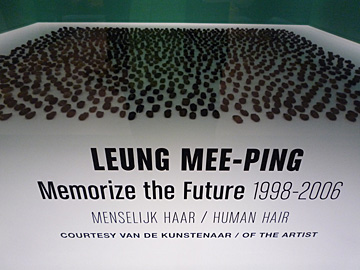 LEUNG MEE-PING
Memorize the Future 1998-2006
MENSELIJK HAAR / HUMAN HAIR
COURTESY VAN DE KUNSTENAAR / OF THE ARTIST